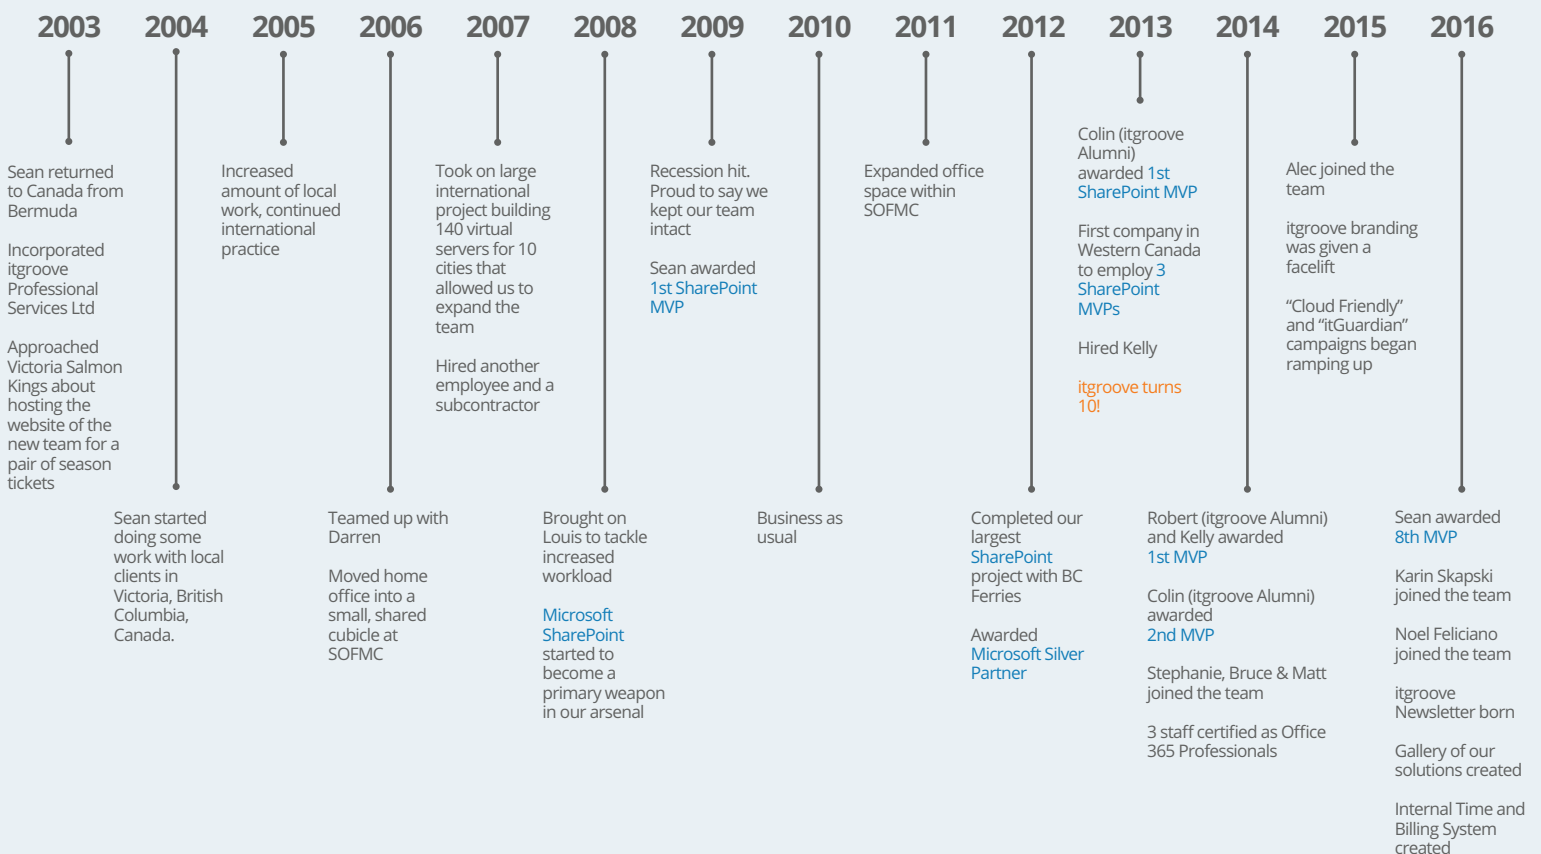 2003
Sean returned
to Canada from
Bermuda
Incorporated
itgroove
Professional
Services Ltd
Approached
Victoria Salmon
Kings about
hosting the
website of the
new team for a
pair of season
tickets
2004
Sean started
doing some
work with local
clients in
Victoria, British
Columbia,
Canada.
2005
Increased
amount of local
work, continued
international
practice
2006
Teamed up with
Darren
Moved home
office into a
small, shared
cubicle at
SOFMC
2007
Took on large
international
project building
140 virtual
servers for 10
cities that
allowed us to
expand the
team
Hired another
employee and a
subcontractor
2008
Brought on
Louis to tackle
increased
workload
Microsoft
SharePoint
started to
become a
primary weapon
in our arsenal
2009
Recession hit.
Proud to say we
kept our team
intact
Sean awarded
1st SharePoint
MVP
2010
Business as
usual
2011
Expanded office
space within
SOFMC
2012
Completed our
largest
SharePoint
project with BC
Ferries
Awarded
Microsoft Silver
Partner
2013
Colin (itgroove
Alumni)
awarded 1st
SharePoint MVP
First company in
Western Canada
to employ 3
SharePoint
MVPs
Hired Kelly
itgroove turns
10!
2014
Robert (itgroove Alumni)
and Kelly awarded
1st MVP
Colin (itgroove Alumni)
awarded
2nd MVP
Stephanie, Bruce & Matt
joined the team
3 staff certified as Office
365 Professionals
2015
Alec joined the
team
itgroove branding
was given a
facelift
“Cloud Friendly”
and “itGuardian”
campaigns began
ramping up
2016
Sean awarded
8th MVP
Karin Skapski
joined the team
Noel Feliciano
joined the team
itgroove
Newsletter born
Gallery of our
solutions created
Internal Time and
Billing System
created